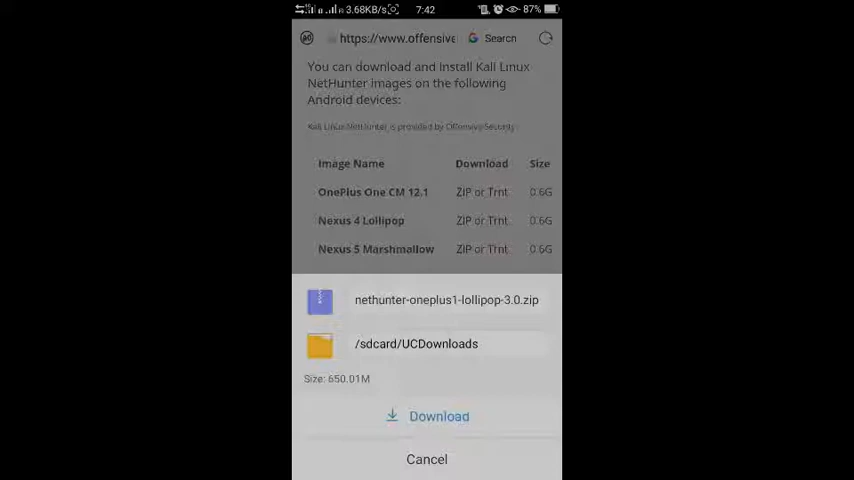 3.68KB/s 7:42 87%
https://www.offensive Search
You can download and install Kali Linux
NetHunter images on the following
Android devices:
Kali Linux NetHunter is provided by Offensive Security
Image Name Download Size
OnePlus One CM 12.1 ZIP or Trnt 0.6G
Nexus 4 Lollipop ZIP or Trnt 0.6G
Nexus 5 Marshmallow ZIP or Trnt 0.6G
nethunter-oneplus1-lollipop-3.0.zip
/sdcard/UCDownloads
Size: 650.01M
Download
Cancel